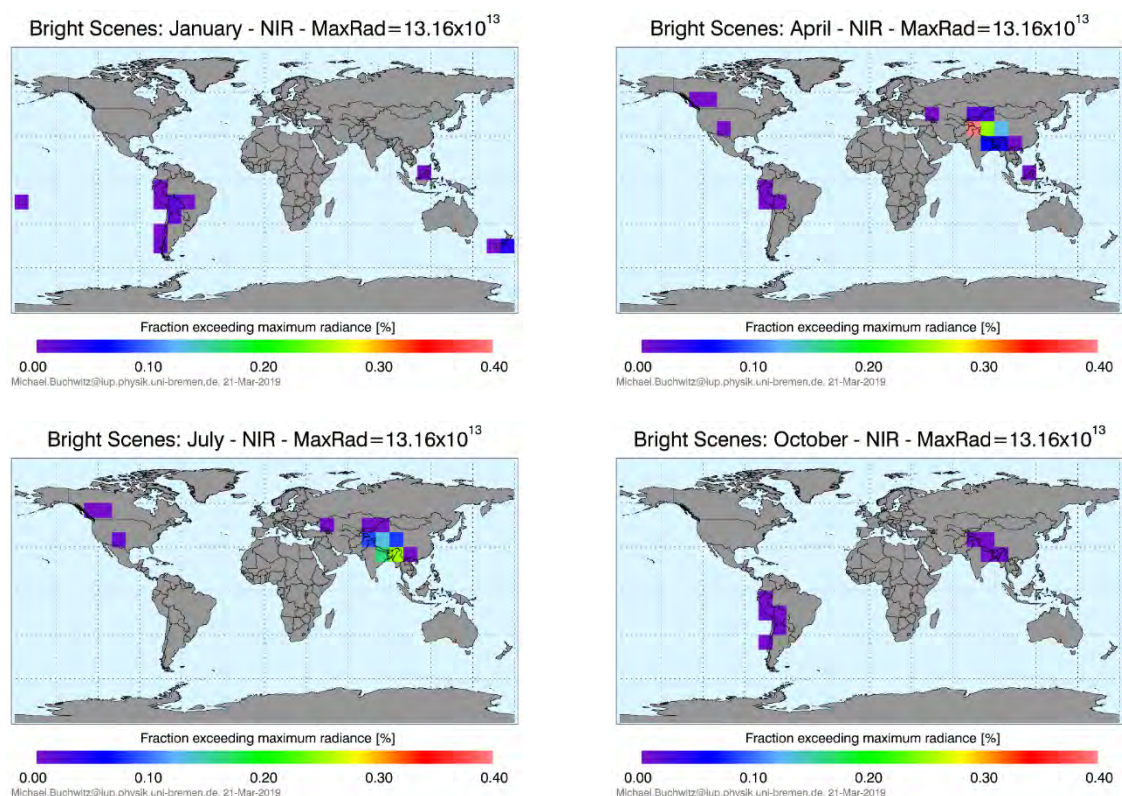 Bright Scenes: January - NIR - MaxRad=13.16x10¹³
Fraction exceeding maximum radiance [%]
0.00 0.10 0.20 0.30 0.40
Michael.Buchwitz@iup.physik.uni-bremen.de, 21-Mar-2019
Bright Scenes: April - NIR - MaxRad=13.16x10¹³
Fraction exceeding maximum radiance [%]
0.00 0.10 0.20 0.30 0.40
Michael.Buchwitz@iup.physik.uni-bremen.de, 21-Mar-2019
Bright Scenes: July - NIR - MaxRad=13.16x10¹³
Fraction exceeding maximum radiance [%]
0.00 0.10 0.20 0.30 0.40
Michael.Buchwitz@iup.physik.uni-bremen.de, 21-Mar-2019
Bright Scenes: October - NIR - MaxRad=13.16x10¹³
Fraction exceeding maximum radiance [%]
0.00 0.10 0.20 0.30 0.40
Michael.Buchwitz@iup.physik.uni-bremen.de, 21-Mar-2019